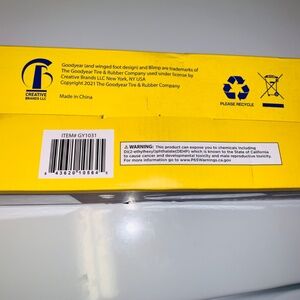 Goodyear (and winged foot design) and Blimp are trademarks of
The Goodyear Tire & Rubber Company used under license by
Creative Brands LLC New York, NY USA
Copyright 2021 The Goodyear Tire & Rubber Company
Made in China
CREATIVE
BRANDS LLC
PLEASE RECYCLE
ITEM# GY1031
8 43620 10564
WARNING: This product can expose you to chemicals including
Di(2-ethylhexyl)phthalate(DEHP) which is known to the State of California
to cause cancer and developmental toxicity and male reproductive toxicity.
For more information go to www.P65Warnings.ca.gov